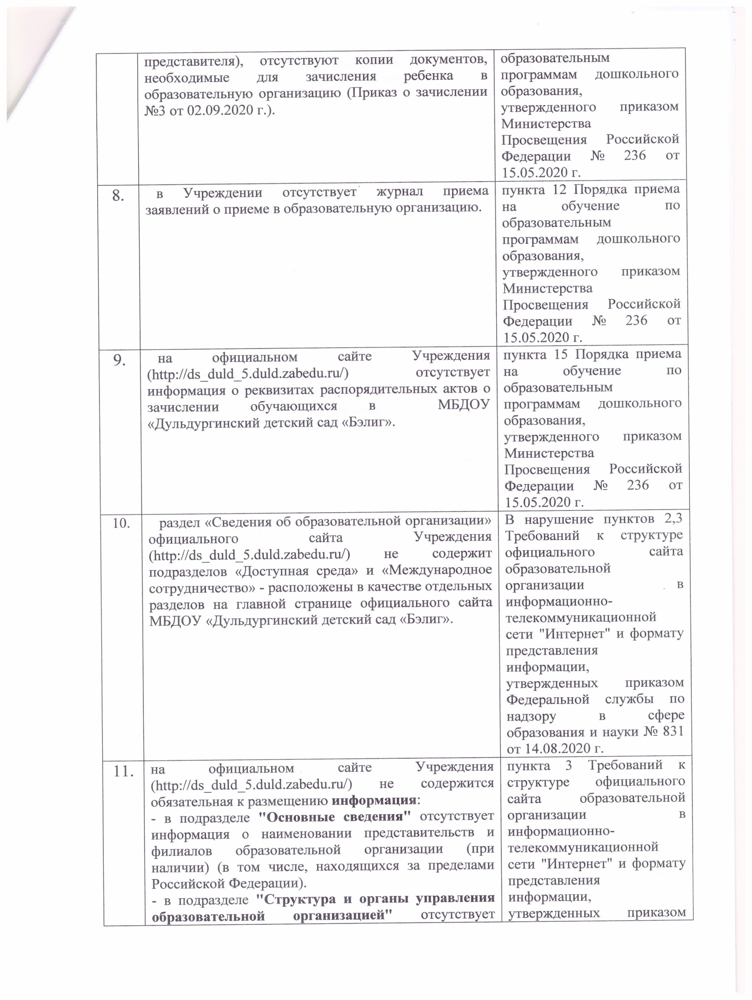 представителя), отсутствуют копии документов,
необходимые для зачисления ребенка в
образовательную организацию (Приказ о зачислении
№3 от 02.09.2020 г.).
образовательным
программам дошкольного
образования,
утвержденного приказом
Министерства
Просвещения Российской
Федерации № 236 от
15.05.2020 г.
8.
в Учреждении отсутствует журнал приема
заявлений о приеме в образовательную организацию.
пункта 12 Порядка приема
на обучение по
образовательным
программам дошкольного
образования,
утвержденного приказом
Министерства
Просвещения Российской
Федерации № 236 от
15.05.2020 г.
9.
на официальном сайте Учреждения
(http://ds_duld_5.duld.zabedu.ru/) отсутствует
информация о реквизитах распорядительных актов о
зачислении обучающихся в МБДОУ
«Дульдургинский детский сад «Бэлиг».
пункта 15 Порядка приема
на обучение по
образовательным
программам дошкольного
образования,
утвержденного приказом
Министерства
Просвещения Российской
Федерации № 236 от
15.05.2020 г.
10.
раздел «Сведения об образовательной организации»
официального сайта Учреждения
(http://ds_duld_5.duld.zabedu.ru/) не содержит
подразделов «Доступная среда» и «Международное
сотрудничество» - расположены в качестве отдельных
разделов на главной странице официального сайта
МБДОУ «Дульдургинский детский сад «Бэлиг».
В нарушение пунктов 2,3
Требований к структуре
официального сайта
образовательной
организации в
информационно-
телекоммуникационной
сети "Интернет" и формату
представления
информации,
утвержденных приказом
Федеральной службы по
надзору в сфере
образования и науки № 831
от 14.08.2020 г.
11.
на официальном сайте Учреждения
(http://ds_duld_5.duld.zabedu.ru/) не содержится
обязательная к размещению информация:
- в подразделе "Основные сведения" отсутствует
информация о наименовании представительств и
филиалов образовательной организации (при
наличии) (в том числе, находящихся за пределами
Российской Федерации).
- в подразделе "Структура и органы управления
образовательной организацией" отсутствует
пункта 3 Требований к
структуре официального
сайта образовательной
организации в
информационно-
телекоммуникационной
сети "Интернет" и формату
представления
информации,
утвержденных приказом